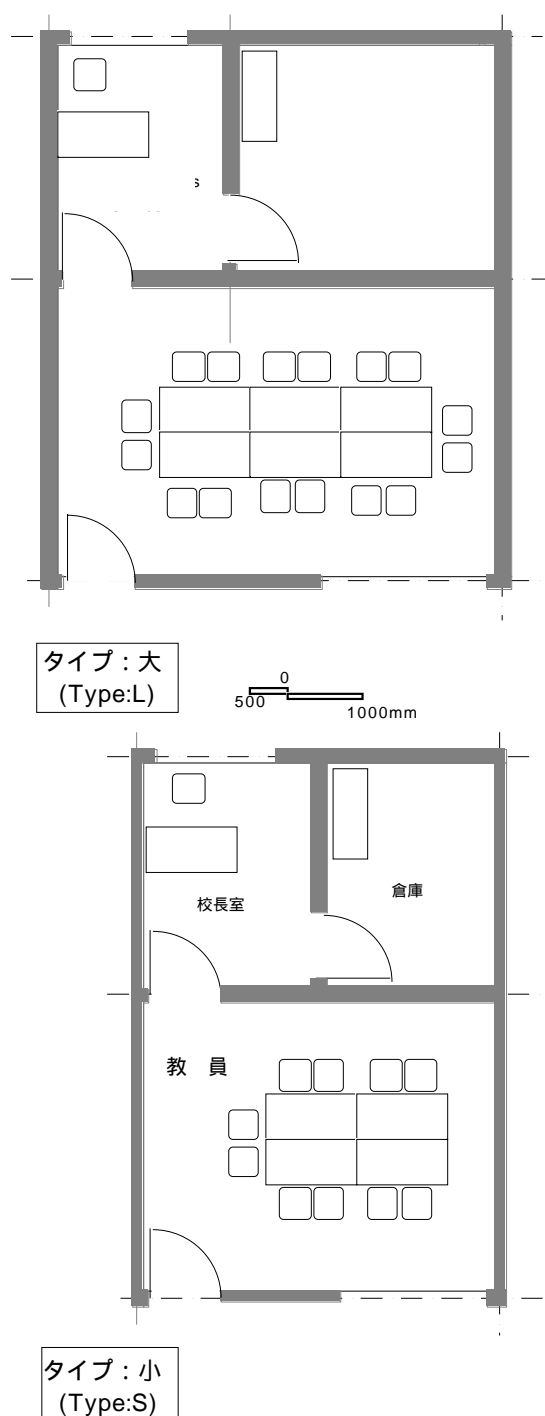 s
タイプ：大
(Type:L)
0
500
1000mm
校長室
倉庫
教　員
タイプ：小
(Type:S)